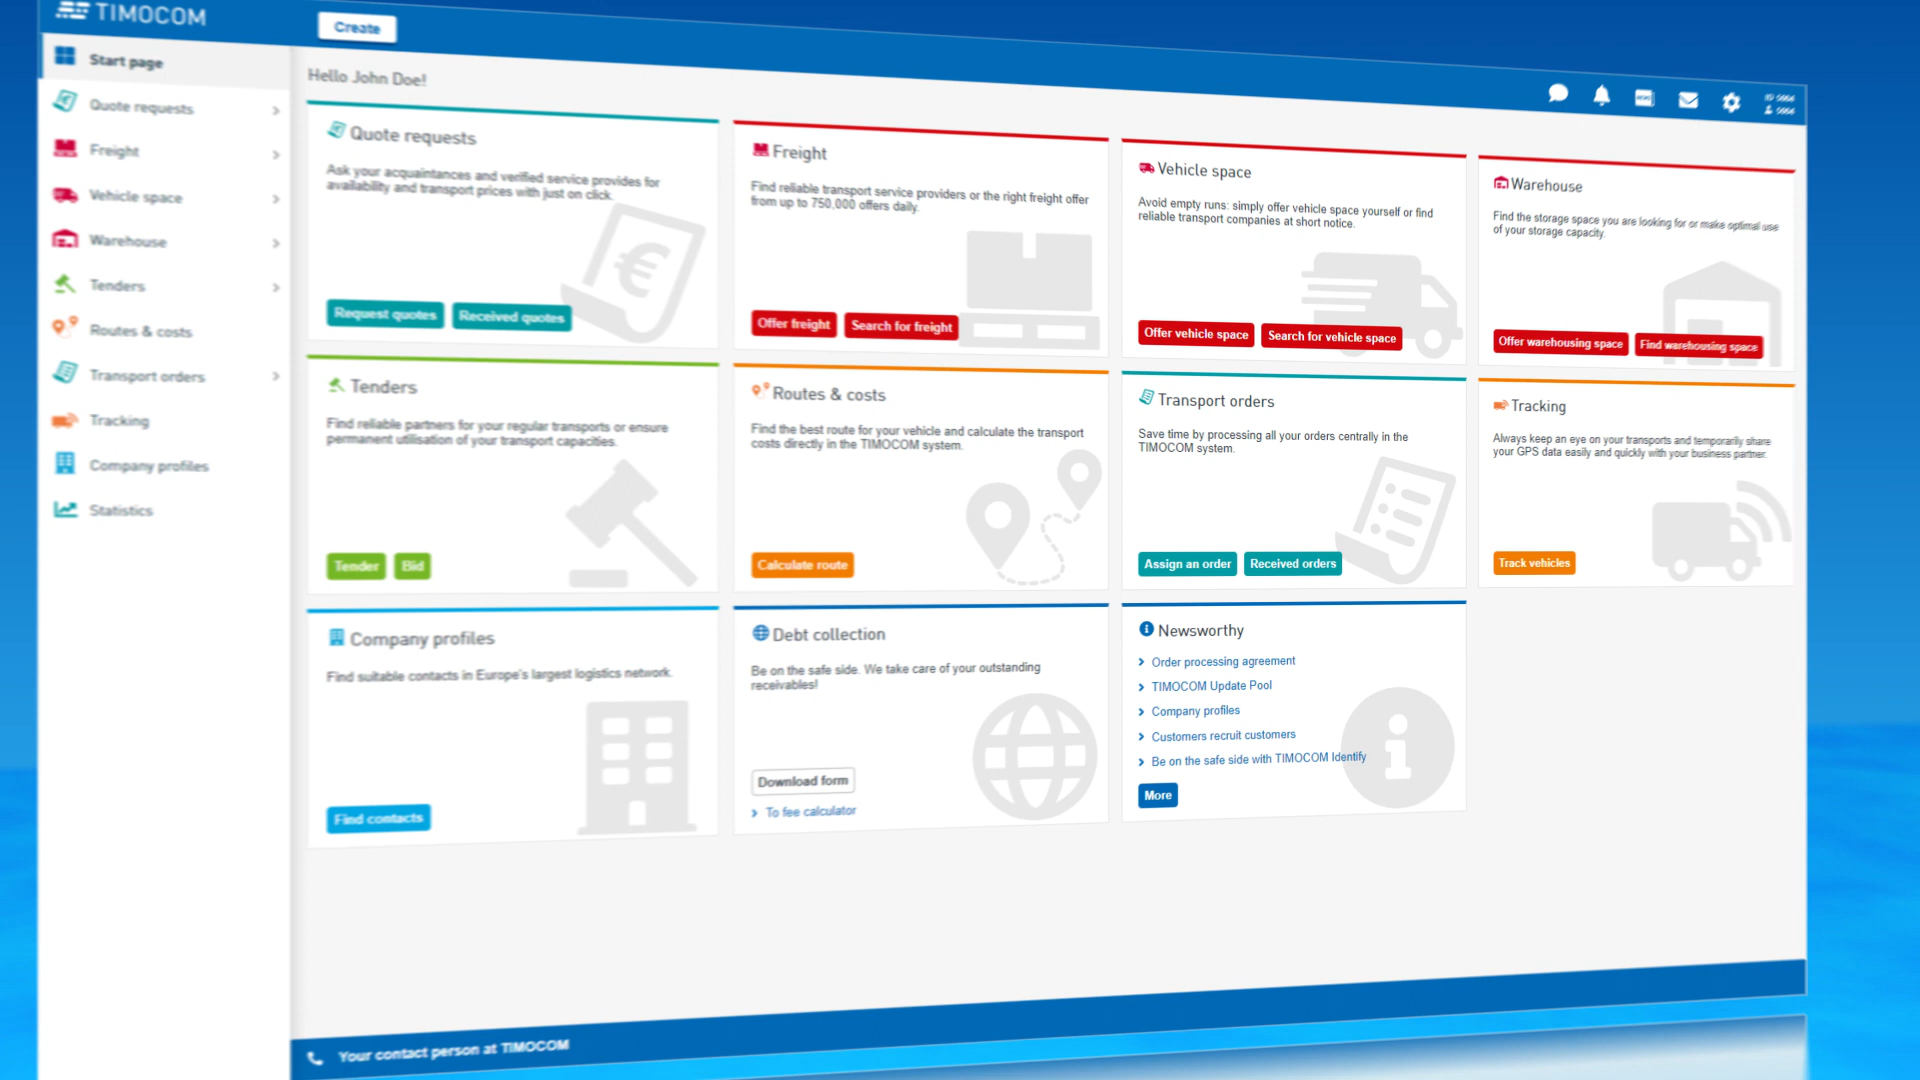 TIMOCOM
Create
Start page
Quote requests
Freight
Vehicle space
Warehouse
Tenders
Routes & costs
Transport orders
Tracking
Company profiles
Statistics
Hello John Doe!
Quote requests
Ask your acquaintances and verified service provides for
availability and transport prices with just on click.
Request quotes
Received quotes
Freight
Find reliable transport service providers or the right freight offer
from up to 750,000 offers daily.
Offer freight
Search for freight
Vehicle space
Avoid empty runs: simply offer vehicle space yourself or find
reliable transport companies at short notice.
Offer vehicle space
Search for vehicle space
Warehouse
Find the storage space you are looking for or make optimal use
of your storage capacity.
Offer warehousing space
Find warehousing space
Tenders
Find reliable partners for your regular transports or ensure
permanent utilisation of your transport capacities.
Tender
Bid
Routes & costs
Find the best route for your vehicle and calculate the transport
costs directly in the TIMOCOM system.
Calculate route
Transport orders
Save time by processing all your orders centrally in the
TIMOCOM system.
Assign an order
Received orders
Tracking
Always keep an eye on your transports and temporarily share
your GPS data easily and quickly with your business partner.
Track vehicles
Company profiles
Find suitable contacts in Europe's largest logistics network.
Find contacts
Debt collection
Be on the safe side. We take care of your outstanding
receivables!
Download form
To fee calculator
Newsworthy
Order processing agreement
TIMOCOM Update Pool
Company profiles
Customers recruit customers
Be on the safe side with TIMOCOM Identify
More
Your contact person at TIMOCOM